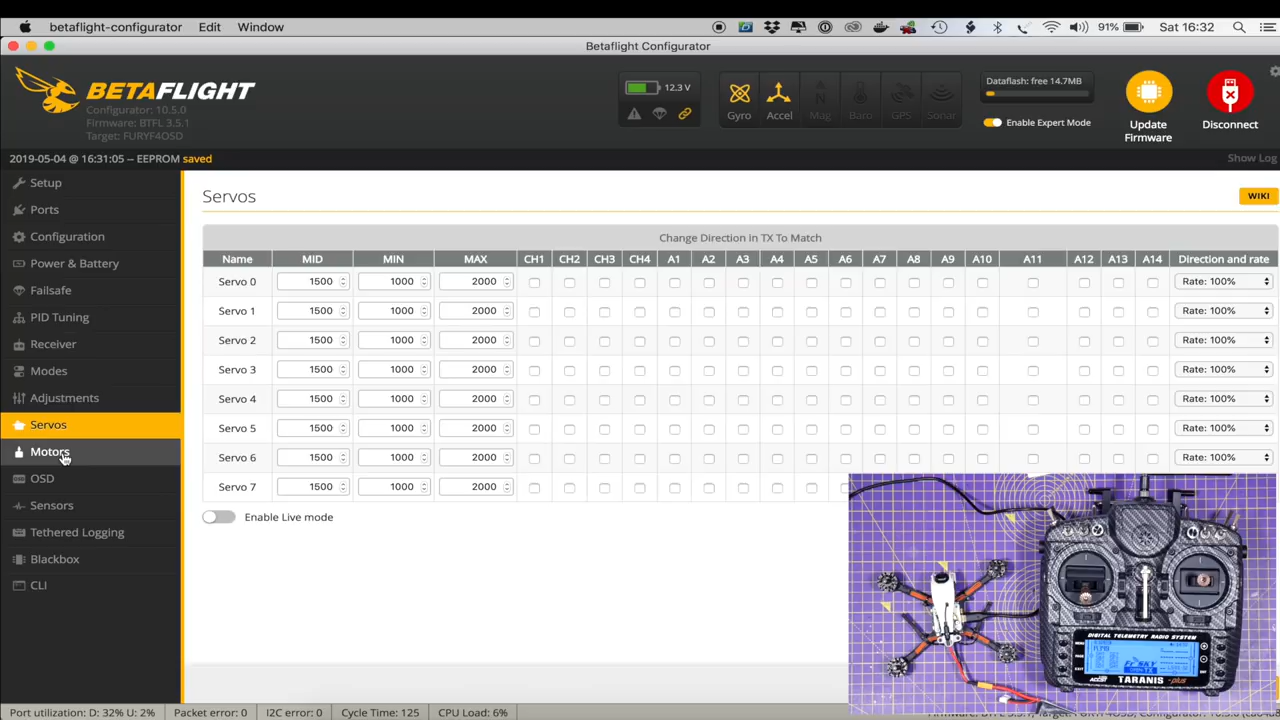 betaflight-configurator Edit Window 91% Sat 16:32
Betaflight Configurator
BETAFLIGHT
Configurator: 10.5.0
Firmware: BTFL 3.5.1
Target: FURYF4OSD
12.3 V
Gyro Accel Mag Baro GPS Sonar
Dataflash: free 14.7MB
Enable Expert Mode
Update Firmware
Disconnect
2019-05-04 @ 16:31:05 -- EEPROM saved
Show Log
Setup
Ports
Configuration
Power & Battery
Failsafe
PID Tuning
Receiver
Modes
Adjustments
Servos
Motors
OSD
Sensors
Tethered Logging
Blackbox
CLI
Servos
WIKI
Change Direction in TX To Match
Name MID MIN MAX CH1 CH2 CH3 CH4 A1 A2 A3 A4 A5 A6 A7 A8 A9 A10 A11 A12 A13 A14 Direction and rate
Servo 0 1500 1000 2000 Rate: 100%
Servo 1 1500 1000 2000 Rate: 100%
Servo 2 1500 1000 2000 Rate: 100%
Servo 3 1500 1000 2000 Rate: 100%
Servo 4 1500 1000 2000 Rate: 100%
Servo 5 1500 1000 2000 Rate: 100%
Servo 6 1500 1000 2000 Rate: 100%
Servo 7 1500 1000 2000
Enable Live mode
DIGITAL TELEMETRY RADIO SYSTEM
FrSKY
TARANIS -plus
Port utilization: D: 32% U: 2% Packet error: 0 I2C error: 0 Cycle Time: 125 CPU Load: 6%